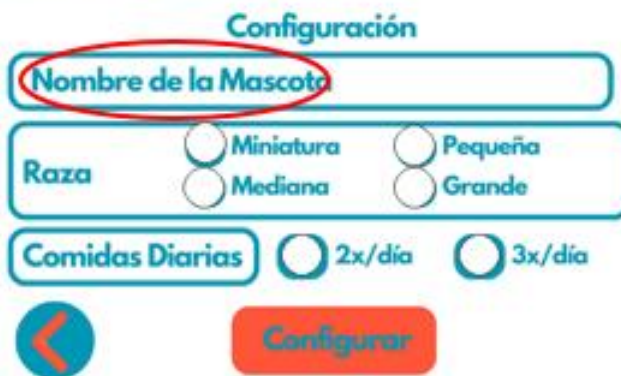 Configuración
Nombre de la Mascota
Raza
Miniatura
Pequeña
Mediana
Grande
Comidas Diarias
2x/día
3x/día
Configurar